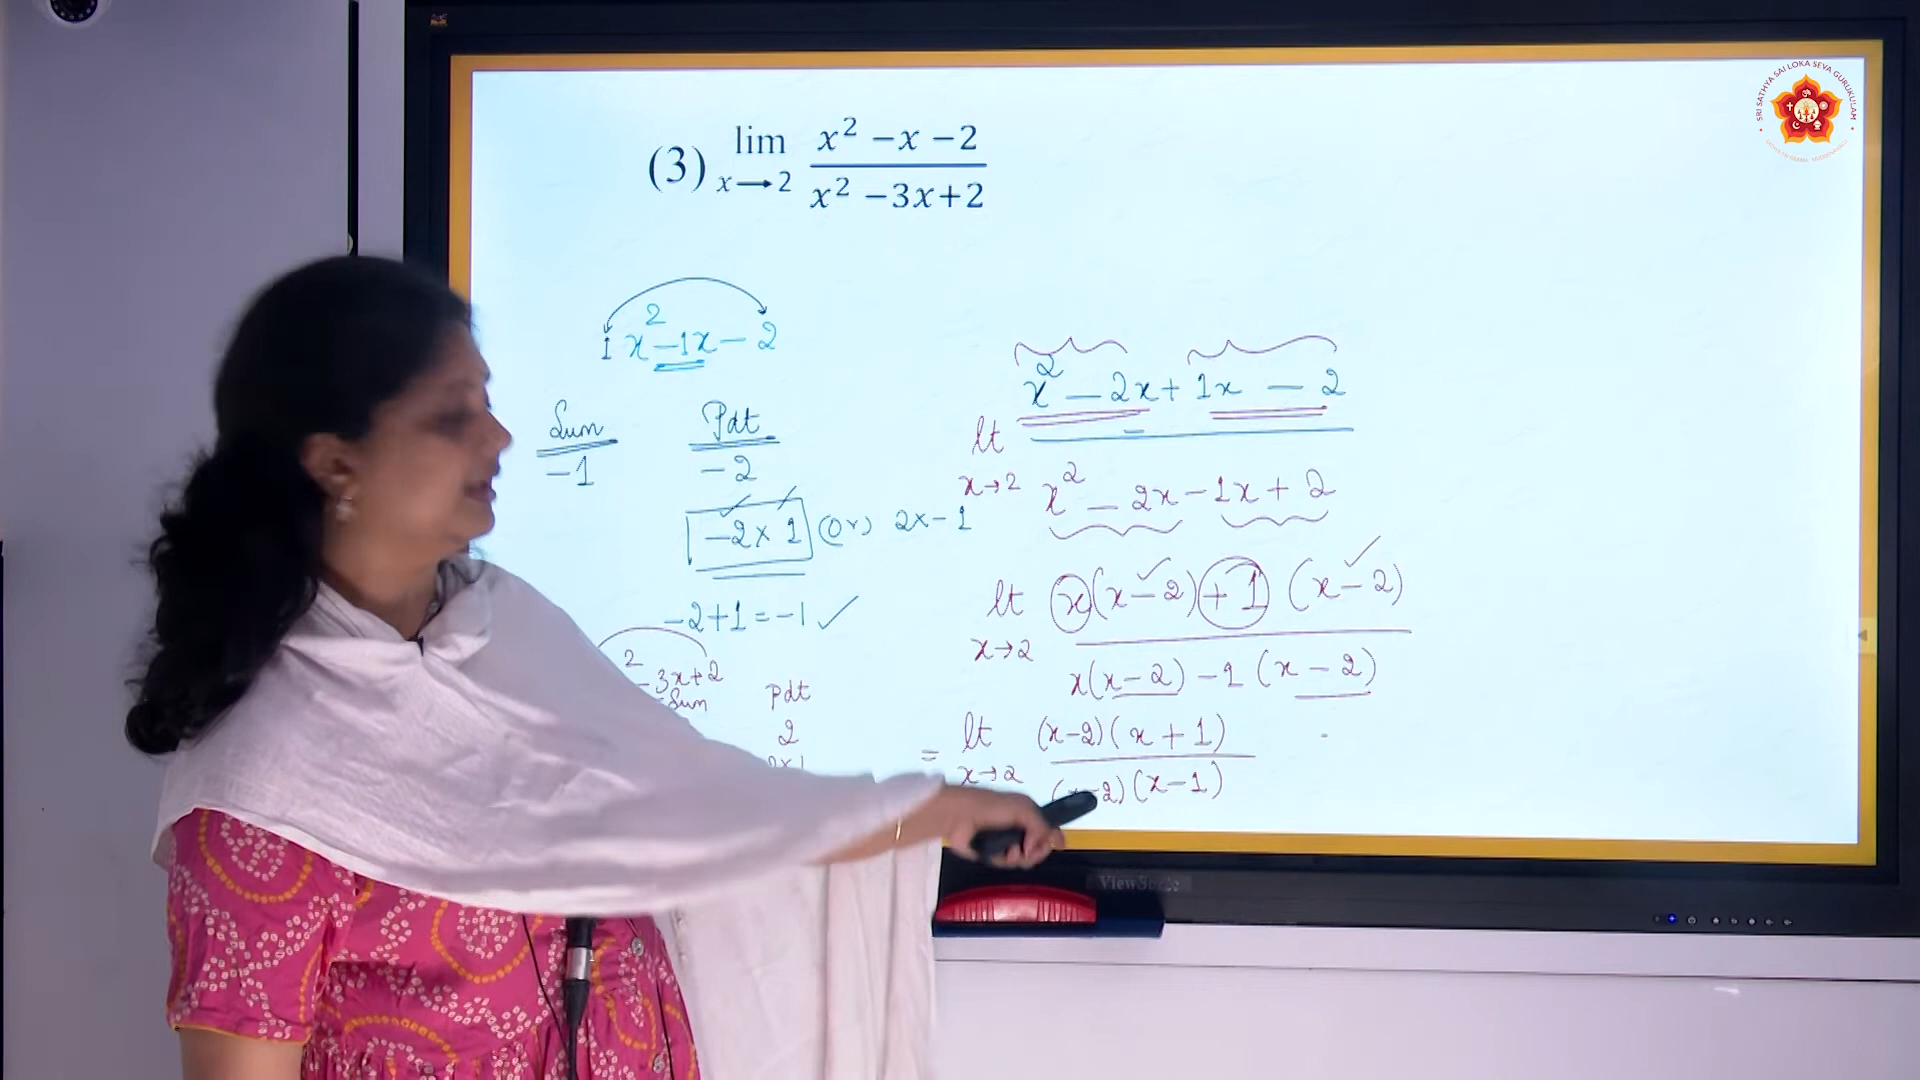 SRI SATHYA SAI LOKA SEVA GURUKULAM
(3) lim x→2 x² −x −2 / x² −3x+2
1 x² −1x − 2
Sum Pdt
−1 −2
−2x 1 (or) 2x−1
−2+1=−1 ✓
² − 3x+2
Sum Pdt
2
lt x→2 x² − 2x + 1x − 2 / x² − 2x − 1x + 2
lt x→2 x(x−2) +1 (x−2) / x(x−2) −1 (x−2)
= lt x→2 (x−2)(x+1) / (x−2)(x−1)
ViewSonic